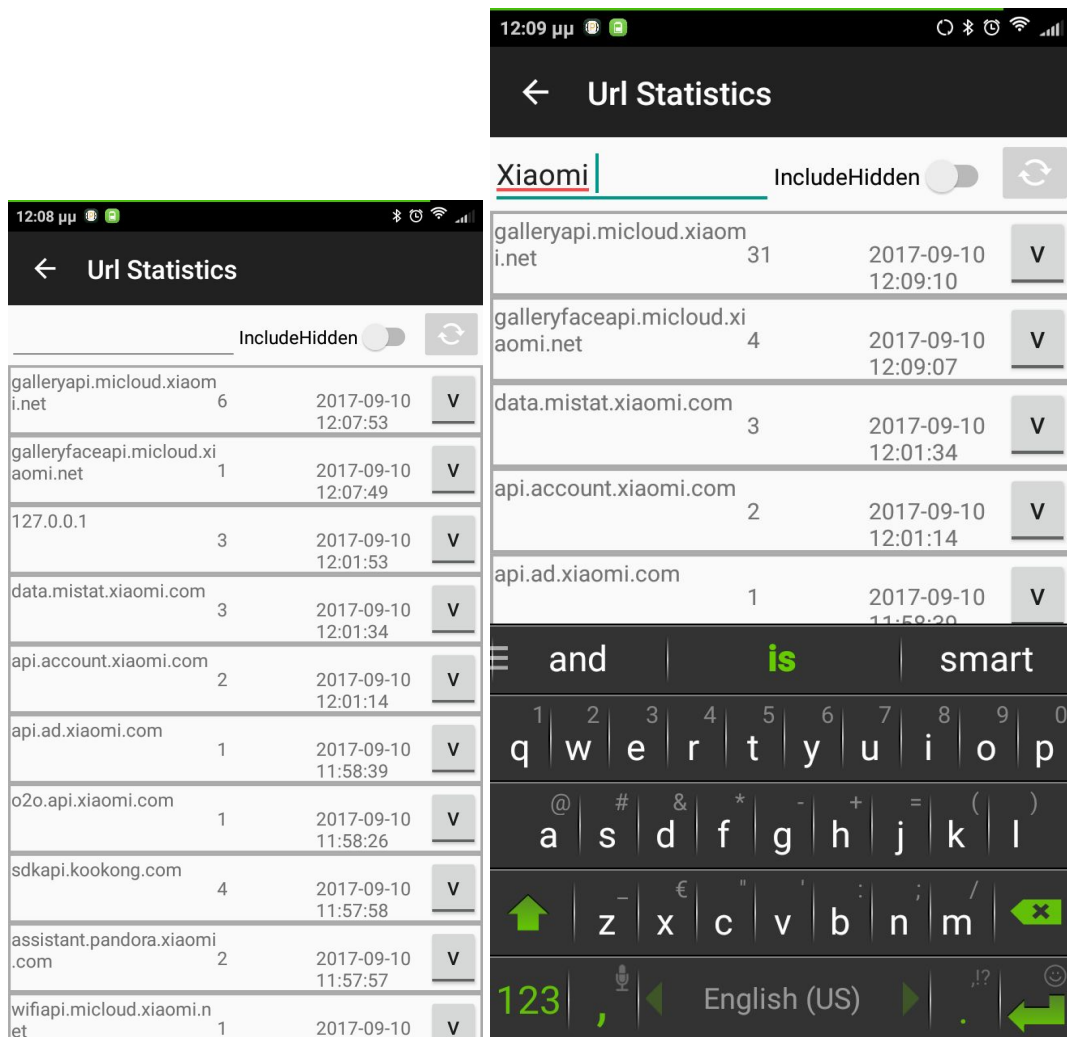 12:08 μμ
Url Statistics
IncludeHidden
galleryapi.micloud.xiaom
i.net 6 2017-09-10 V
12:07:53
galleryfaceapi.micloud.xi
aomi.net 1 2017-09-10 V
12:07:49
127.0.0.1
3 2017-09-10 V
12:01:53
data.mistat.xiaomi.com
3 2017-09-10 V
12:01:34
api.account.xiaomi.com
2 2017-09-10 V
12:01:14
api.ad.xiaomi.com
1 2017-09-10 V
11:58:39
o2o.api.xiaomi.com
1 2017-09-10 V
11:58:26
sdkapi.kookong.com
4 2017-09-10 V
11:57:58
assistant.pandora.xiaomi
.com 2 2017-09-10 V
11:57:57
wifiapi.micloud.xiaomi.n
et 1 2017-09-10 V
12:09 μμ
Url Statistics
Xiaomi IncludeHidden
galleryapi.micloud.xiaom
i.net 31 2017-09-10 V
12:09:10
galleryfaceapi.micloud.xi
aomi.net 4 2017-09-10 V
12:09:07
data.mistat.xiaomi.com
3 2017-09-10 V
12:01:34
api.account.xiaomi.com
2 2017-09-10 V
12:01:14
api.ad.xiaomi.com
1 2017-09-10 V
11:58:39
and is smart
1 2 3 4 5 6 7 8 9 0
q w e r t y u i o p
@ # & * - + = ( )
a s d f g h j k l
_ € " ' : ; /
z x c v b n m
,!?
123 , English (US) .